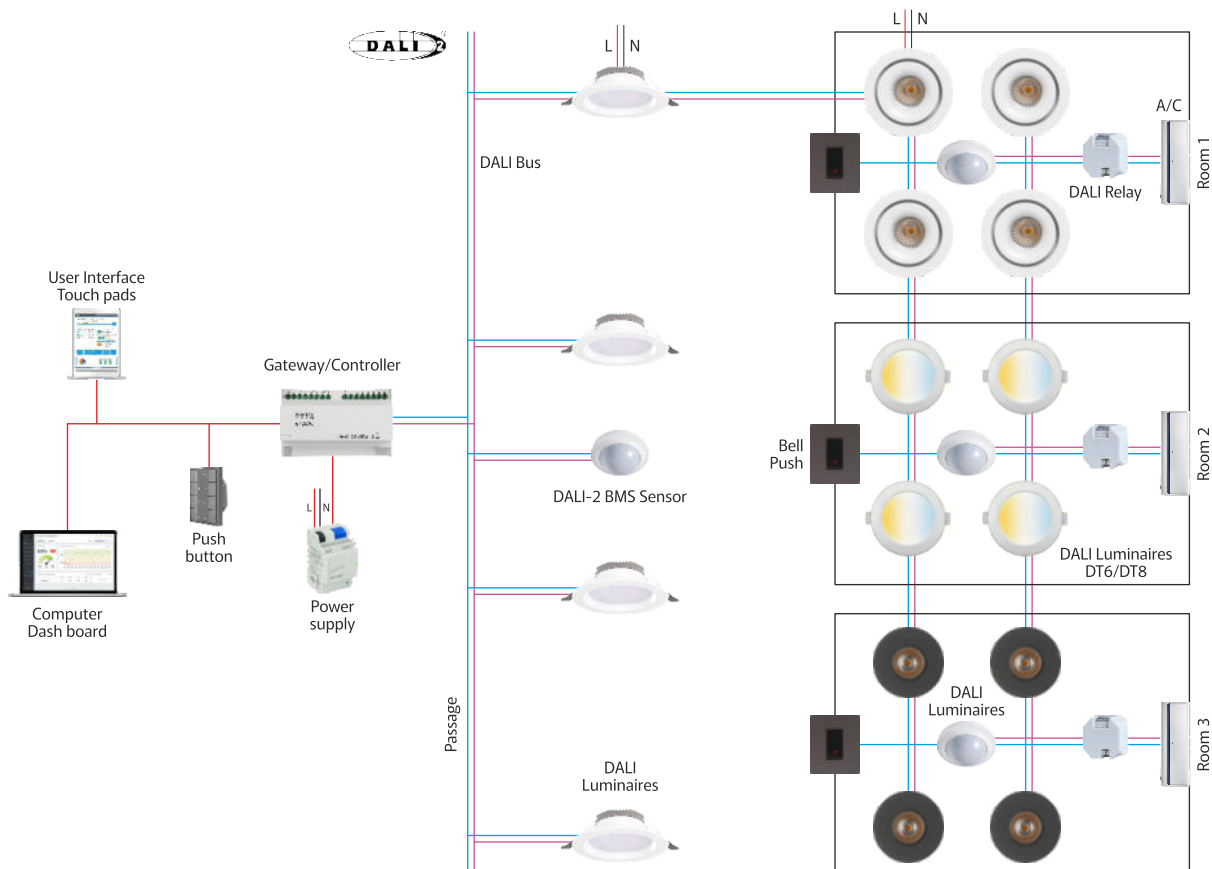 DALI 2
L N
L N
A/C
DALI Bus
DALI Relay
Room 1
User Interface
Touch pads
Gateway/Controller
Bell
Push
Room 2
DALI-2 BMS Sensor
L N
Push
button
DALI Luminaires
DT6/DT8
Power
supply
Computer
Dash board
Passage
DALI
Luminaires
DALI
Luminaires
Room 3